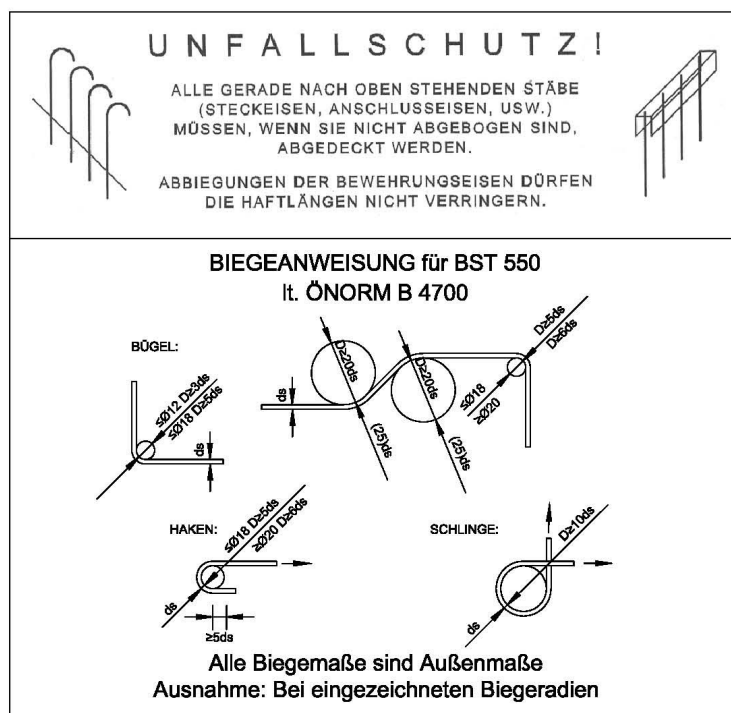 UNFALLSCHUTZ!
ALLE GERADE NACH OBEN STEHENDEN STÄBE
(STECKEISEN, ANSCHLUSSEISEN, USW.)
MÜSSEN, WENN SIE NICHT ABGEBOGEN SIND,
ABGEDECKT WERDEN.
ABBIEGUNGEN DER BEWEHRUNGSEISEN DÜRFEN
DIE HAFTLÄNGEN NICHT VERRINGERN.
BIEGEANWEISUNG für BST 550
lt. ÖNORM B 4700
BÜGEL:
≤Ø12 D≥3ds
≤Ø18 D≥5ds
ds
ds
D≥20ds
(25)ds
D≥20ds
(25)ds
D≥5ds
D≥6ds
≤Ø18
≥Ø20
HAKEN:
≤Ø18 D≥5ds
≥Ø20 D≥6ds
ds
≥5ds
SCHLINGE:
D≥10ds
ds
Alle Biegemaße sind Außenmaße
Ausnahme: Bei eingezeichneten Biegeradien